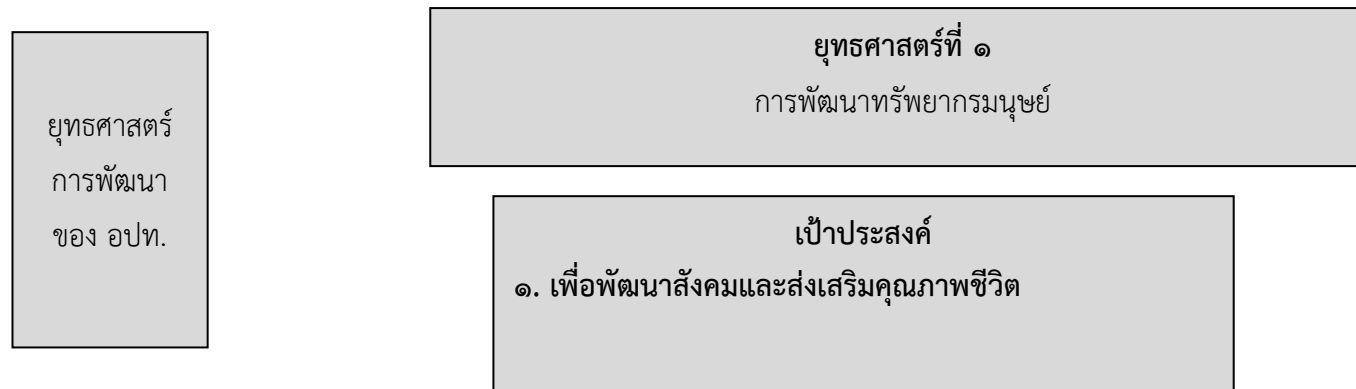 ยุทธศาสตร์
การพัฒนา
ของ อปท.
ยุทธศาสตร์ที่ ๑
การพัฒนาทรัพยากรมนุษย์
เป้าประสงค์
๑. เพื่อพัฒนาสังคมและส่งเสริมคุณภาพชีวิต